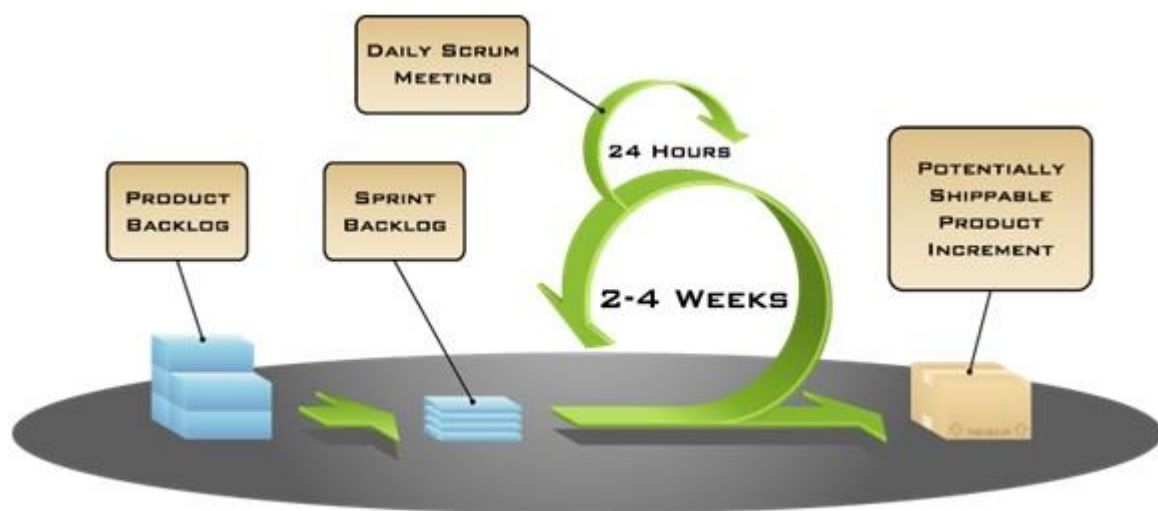 DAILY SCRUM
MEETING
24 HOURS
PRODUCT
BACKLOG
SPRINT
BACKLOG
POTENTIALLY
SHIPPABLE
PRODUCT
INCREMENT
2-4 WEEKS